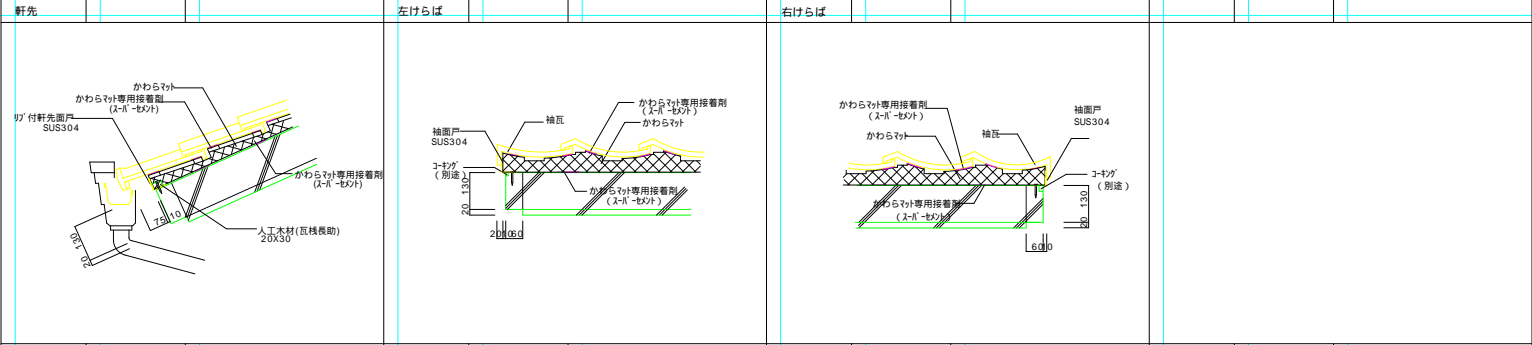 軒先
かわらマット
かわらマット専用接着剤
(スーパーセメント)
リブ付軒先面戸
SUS304
かわらマット専用接着剤
(スーパーセメント)
人工木材(瓦桟長助)
20X30
75
10
130
20
左けらば
かわらマット専用接着剤
(スーパーセメント)
かわらマット
袖瓦
袖面戸
SUS304
コーキング
(別途)
かわらマット専用接着剤
(スーパーセメント)
130
20
20
10
60
右けらば
かわらマット専用接着剤
(スーパーセメント)
かわらマット
袖瓦
袖面戸
SUS304
コーキング
(別途)
かわらマット専用接着剤
(スーパーセメント)
130
20
60
10